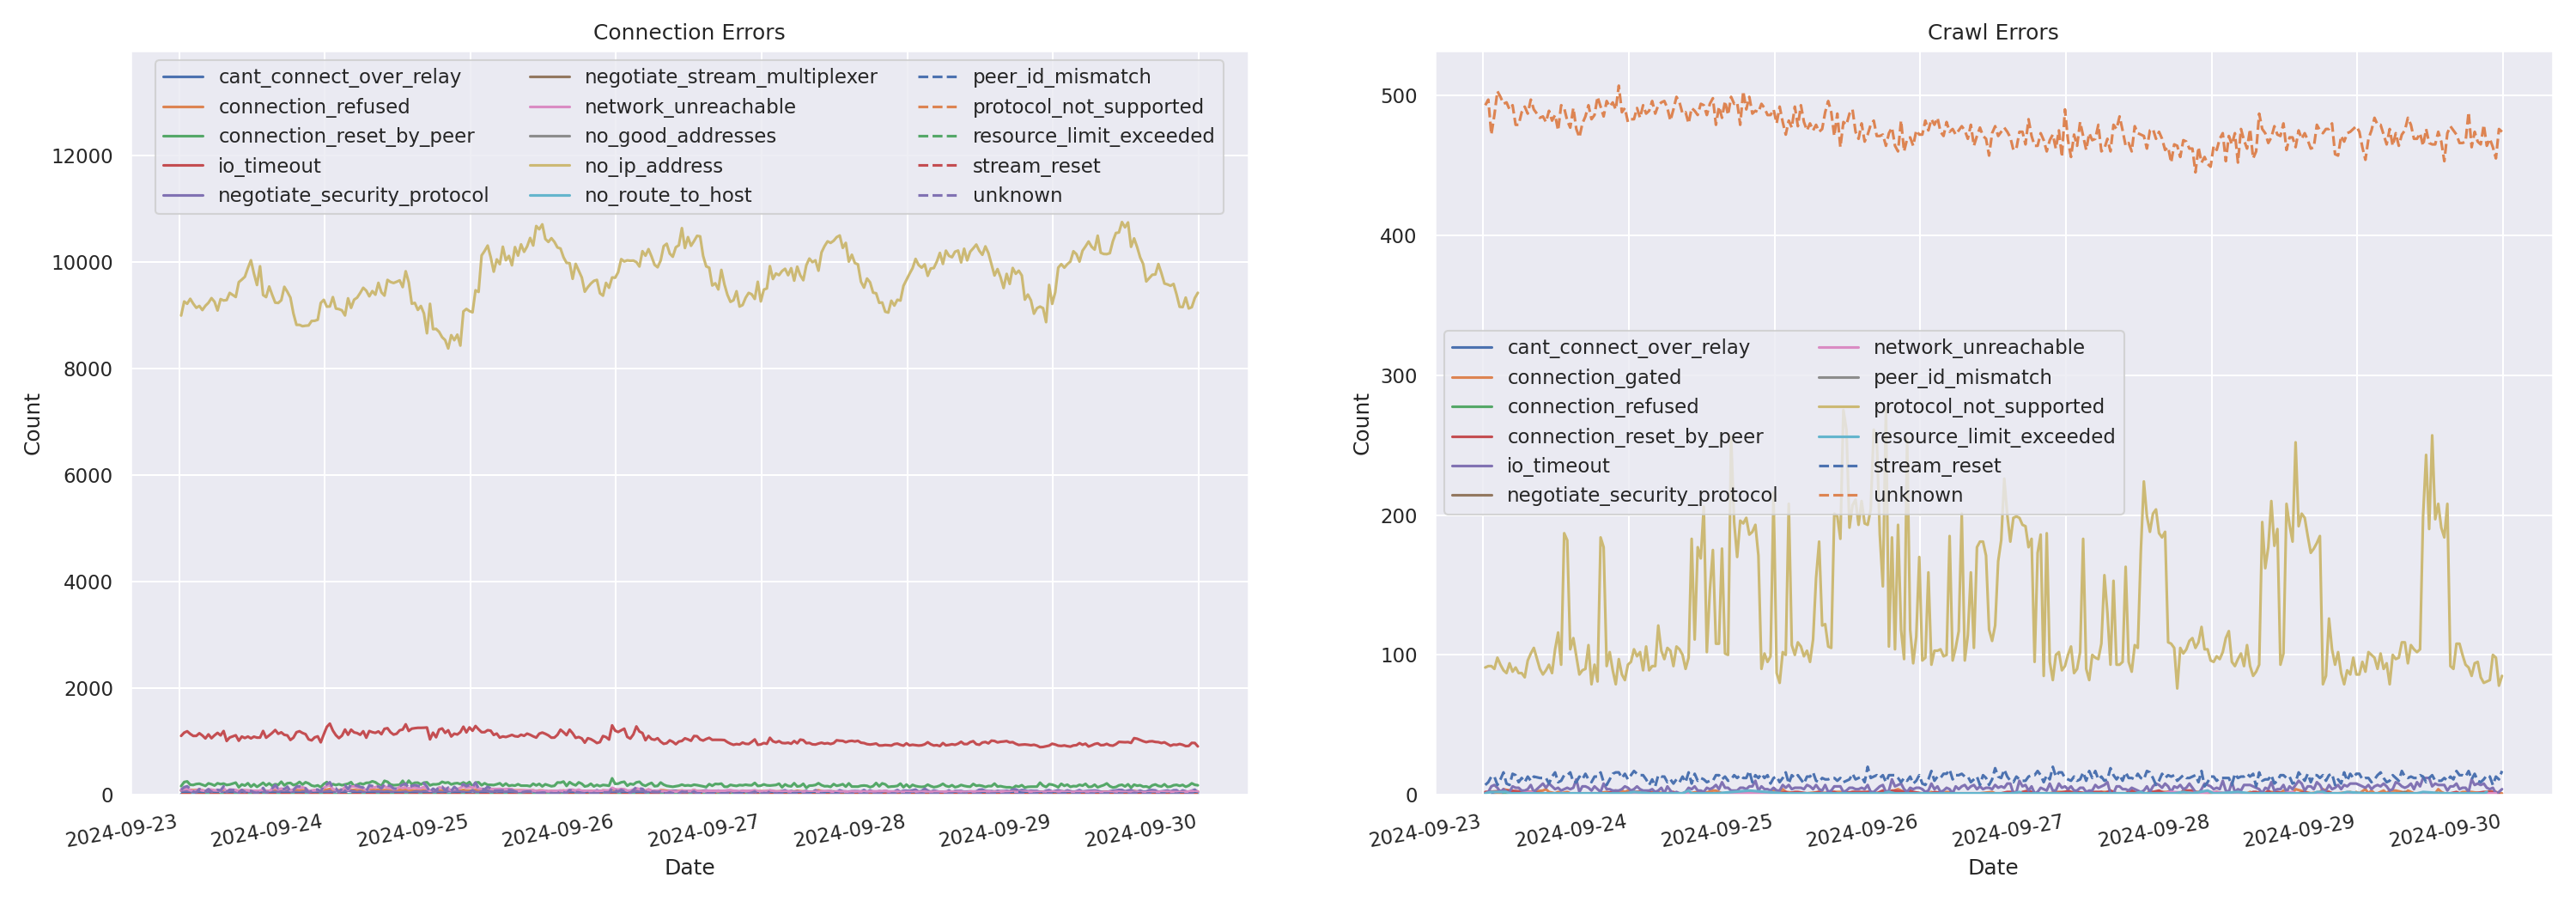 Connection Errors
cant_connect_over_relay
connection_refused
connection_reset_by_peer
io_timeout
negotiate_security_protocol
negotiate_stream_multiplexer
network_unreachable
no_good_addresses
no_ip_address
no_route_to_host
peer_id_mismatch
protocol_not_supported
resource_limit_exceeded
stream_reset
unknown
Count
12000
10000
8000
6000
4000
2000
0
2024-09-23
2024-09-24
2024-09-25
2024-09-26
2024-09-27
2024-09-28
2024-09-29
2024-09-30
Date
Crawl Errors
500
400
300
200
100
0
Count
cant_connect_over_relay
connection_gated
connection_refused
connection_reset_by_peer
io_timeout
negotiate_security_protocol
network_unreachable
peer_id_mismatch
protocol_not_supported
resource_limit_exceeded
stream_reset
unknown
2024-09-23
2024-09-24
2024-09-25
2024-09-26
2024-09-27
2024-09-28
2024-09-29
2024-09-30
Date